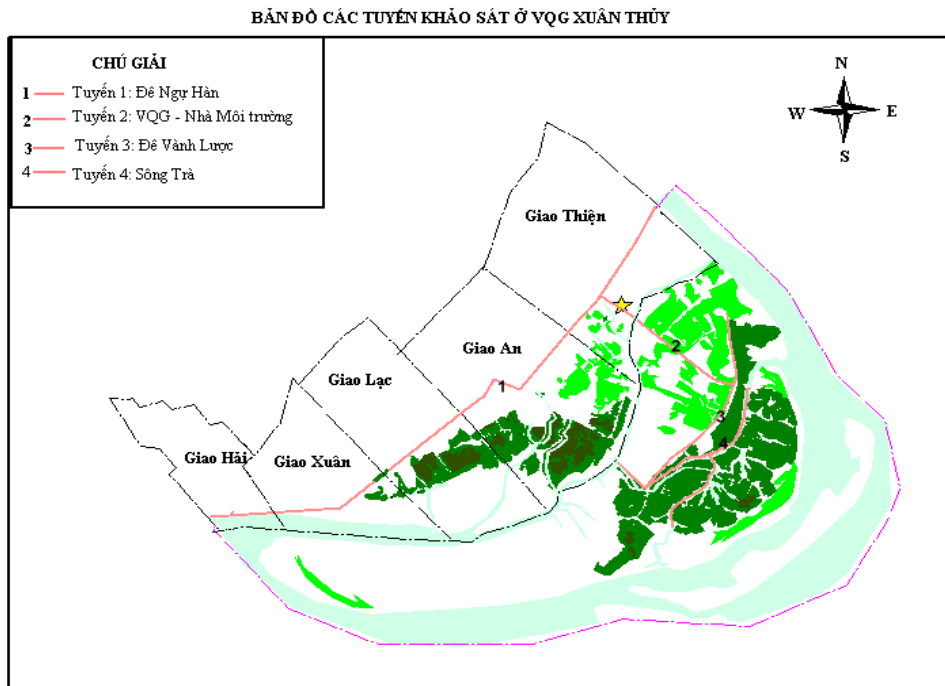 BẢN ĐỒ CÁC TUYẾN KHẢO SÁT Ở VQG XUÂN THỦY
CHÚ GIẢI
1 Tuyến 1: Đê Ngự Hàn
2 Tuyến 2: VQG - Nhà Môi trường
3 Tuyến 3: Đê Vành Lược
4 Tuyến 4: Sông Trà
N
W E
S
Giao Thiện
Giao An
2
Giao Lạc
1
3
4
Giao Hải
Giao Xuân